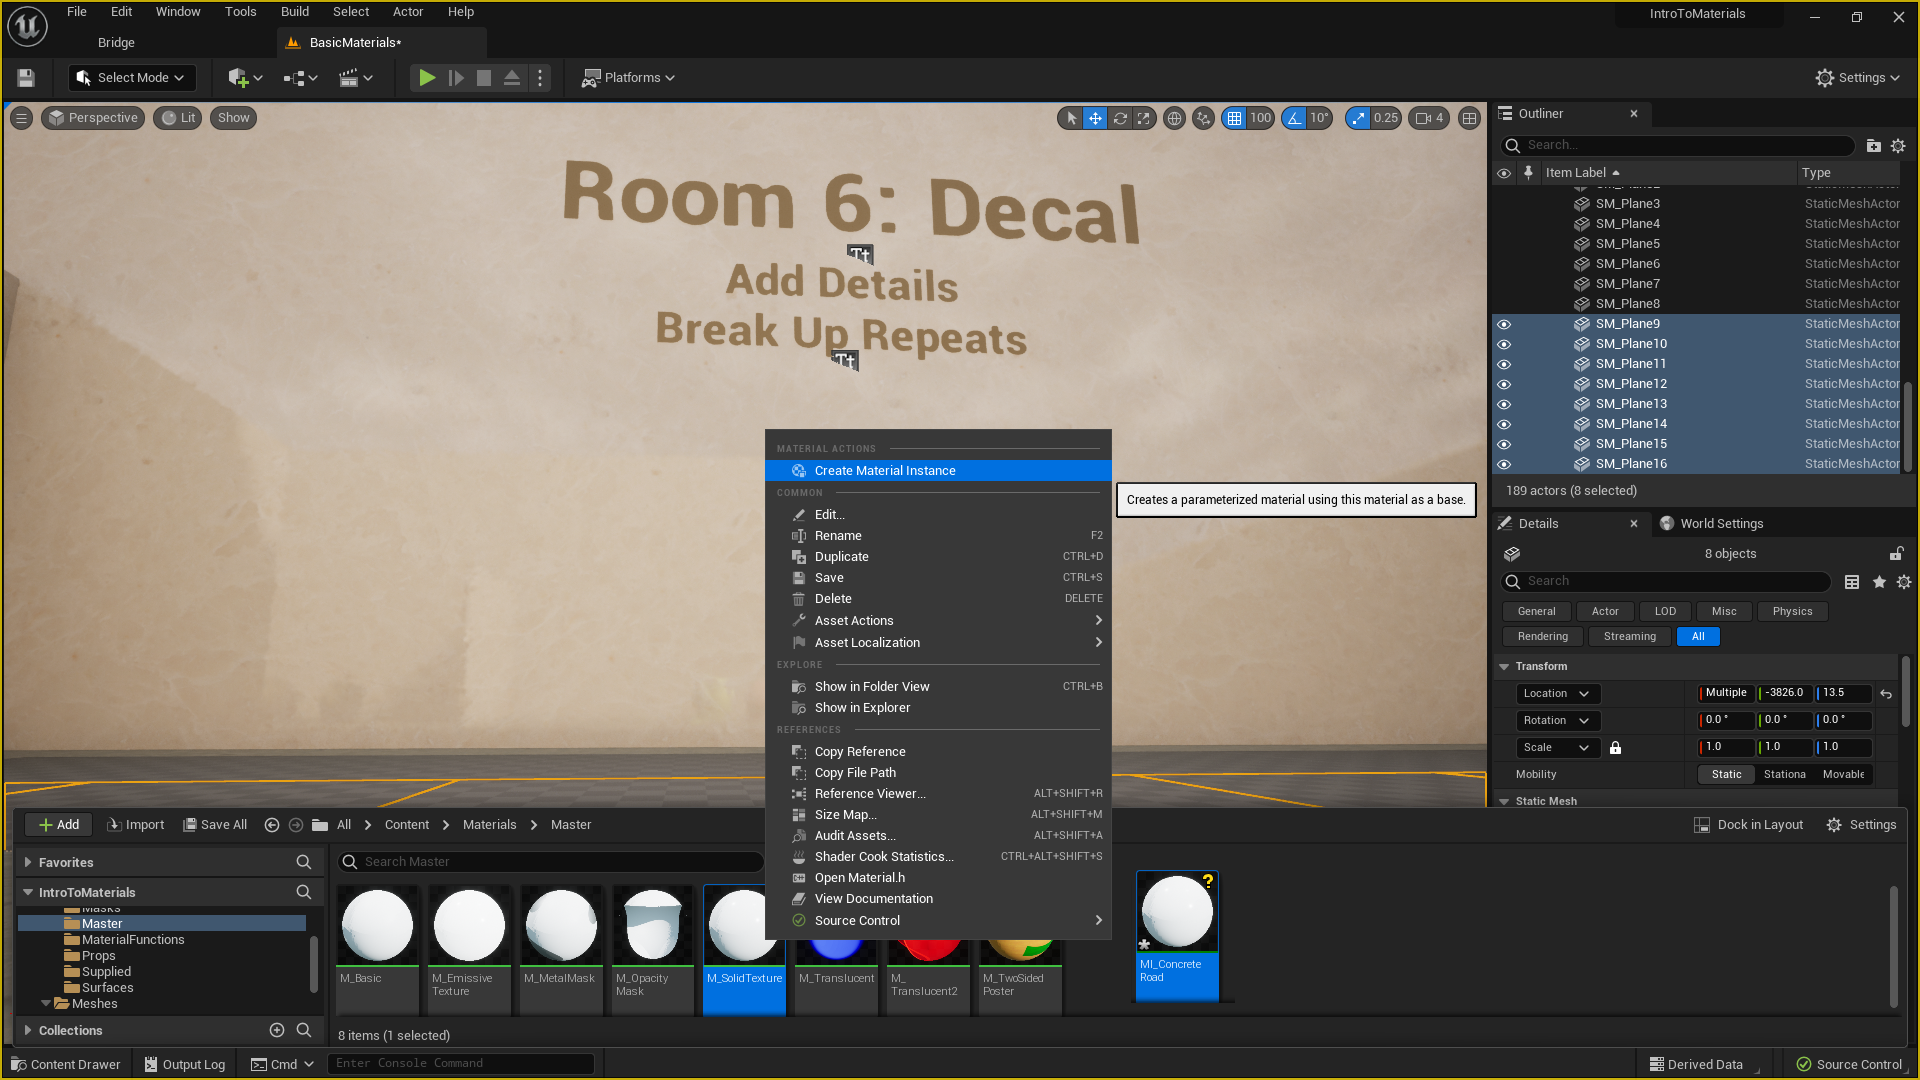 File Edit Window Tools Build Select Actor Help
IntroToMaterials
Bridge
BasicMaterials*
Select Mode
Platforms
Settings
Perspective
Lit
Show
100
10°
0.25
4
Room 6: Decal
Add Details
Break Up Repeats
Outliner
Search...
Item Label
Type
SM_Plane3 StaticMeshActor
SM_Plane4 StaticMeshActor
SM_Plane5 StaticMeshActor
SM_Plane6 StaticMeshActor
SM_Plane7 StaticMeshActor
SM_Plane8 StaticMeshActor
SM_Plane9 StaticMeshActor
SM_Plane10 StaticMeshActor
SM_Plane11 StaticMeshActor
SM_Plane12 StaticMeshActor
SM_Plane13 StaticMeshActor
SM_Plane14 StaticMeshActor
SM_Plane15 StaticMeshActor
SM_Plane16 StaticMeshActor
189 actors (8 selected)
Details
World Settings
8 objects
Search
General Actor LOD Misc Physics
Rendering Streaming All
Transform
Location Multiple -3826.0 13.5
Rotation 0.0° 0.0° 0.0°
Scale 1.0 1.0 1.0
Mobility Static Stationa Movable
Static Mesh
MATERIAL ACTIONS
Create Material Instance
Creates a parameterized material using this material as a base.
COMMON
Edit...
Rename F2
Duplicate CTRL+D
Save CTRL+S
Delete DELETE
Asset Actions
Asset Localization
EXPLORE
Show in Folder View CTRL+B
Show in Explorer
REFERENCES
Copy Reference
Copy File Path
Reference Viewer... ALT+SHIFT+R
Size Map... ALT+SHIFT+M
Audit Assets... ALT+SHIFT+A
Shader Cook Statistics... CTRL+ALT+SHIFT+S
Open Material.h
View Documentation
Source Control
Add
Import
Save All
All
Content
Materials
Master
Dock in Layout
Settings
Favorites
IntroToMaterials
Masks
Master
MaterialFunctions
Props
Supplied
Surfaces
Meshes
Collections
Search Master
M_Basic
M_Emissive
Texture
M_MetalMask
M_Opacity
Mask
M_SolidTexture
M_Translucent
M_
Translucent2
M_TwoSided
Poster
MI_Concrete
Road
8 items (1 selected)
Content Drawer
Output Log
Cmd
Enter Console Command
Derived Data
Source Control